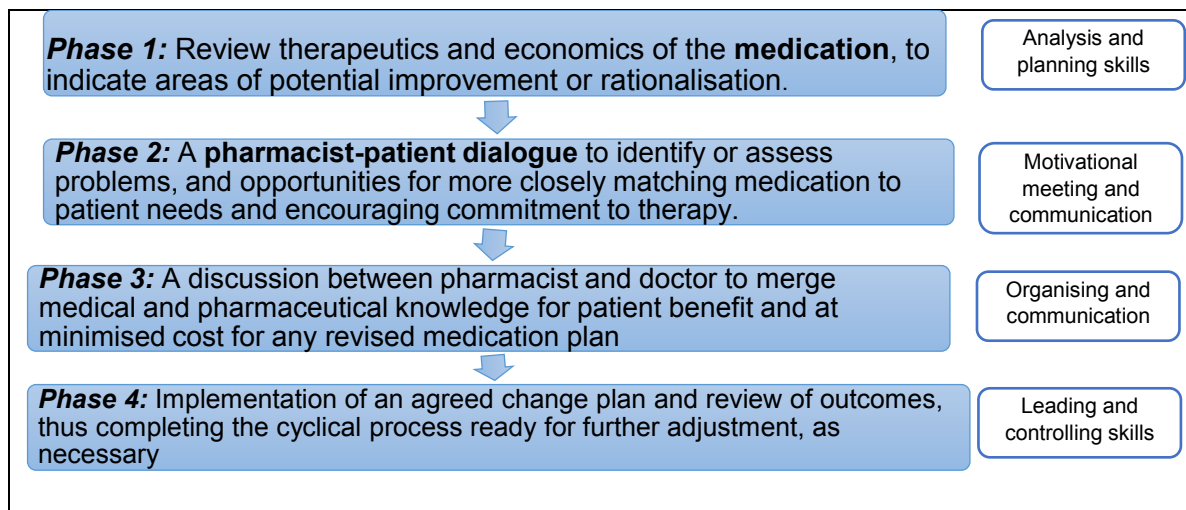 Phase 1: Review therapeutics and economics of the medication, to
indicate areas of potential improvement or rationalisation.
Analysis and
planning skills
Phase 2: A pharmacist-patient dialogue to identify or assess
problems, and opportunities for more closely matching medication to
patient needs and encouraging commitment to therapy.
Motivational
meeting and
communication
Phase 3: A discussion between pharmacist and doctor to merge
medical and pharmaceutical knowledge for patient benefit and at
minimised cost for any revised medication plan
Organising and
communication
Phase 4: Implementation of an agreed change plan and review of outcomes,
thus completing the cyclical process ready for further adjustment, as
necessary
Leading and
controlling skills